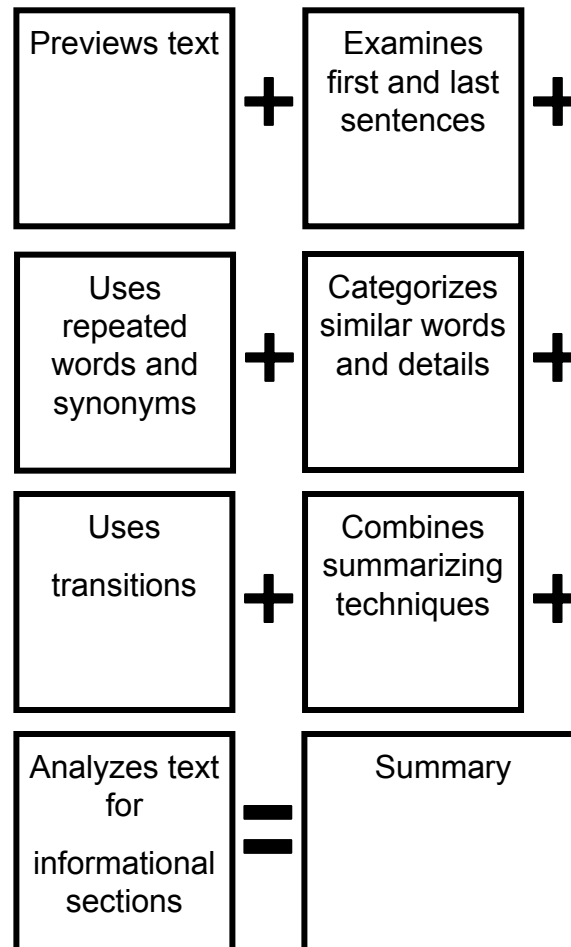 Previews text
+
Examines
first and last
sentences
+
Uses
repeated
words and
synonyms
+
Categorizes
similar words
and details
+
Uses
transitions
+
Combines
summarizing
techniques
+
Analyzes text
for
informational
sections
=
Summary